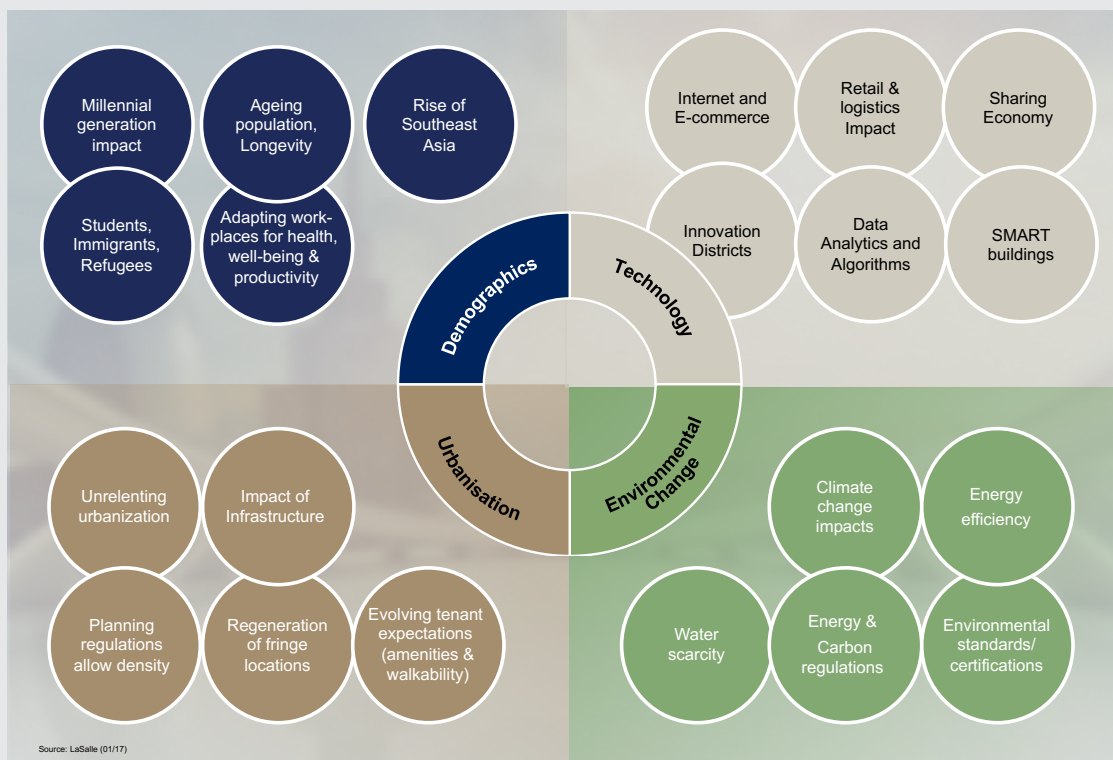 Millennial
generation
impact
Ageing
population,
Longevity
Rise of
Southeast
Asia
Students,
Immigrants,
Refugees
Adapting work-
places for health,
well-being &
productivity
Internet and
E-commerce
Retail &
logistics
Impact
Sharing
Economy
Innovation
Districts
Data
Analytics and
Algorithms
SMART
buildings
Demographics
Technology
Urbanisation
Environmental
Change
Unrelenting
urbanization
Impact of
Infrastructure
Planning
regulations
allow density
Regeneration
of fringe
locations
Evolving tenant
expectations
(amenities &
walkability)
Climate
change
impacts
Energy
efficiency
Water
scarcity
Energy &
Carbon
regulations
Environmental
standards/
certifications
Source: LaSalle (01/17)